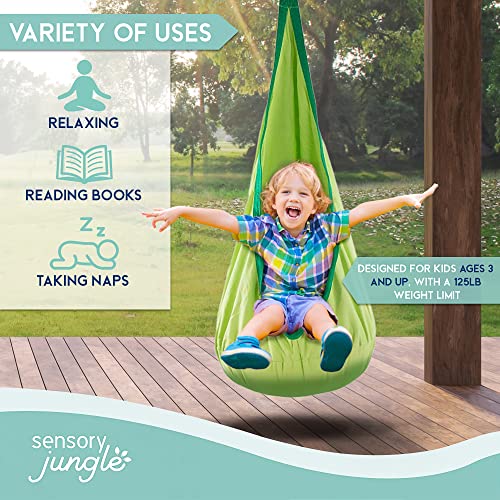 VARIETY OF USES
RELAXING
READING BOOKS
Z Z
TAKING NAPS
DESIGNED FOR KIDS AGES 3
AND UP, WITH A 125LB
WEIGHT LIMIT
sensory
jungle